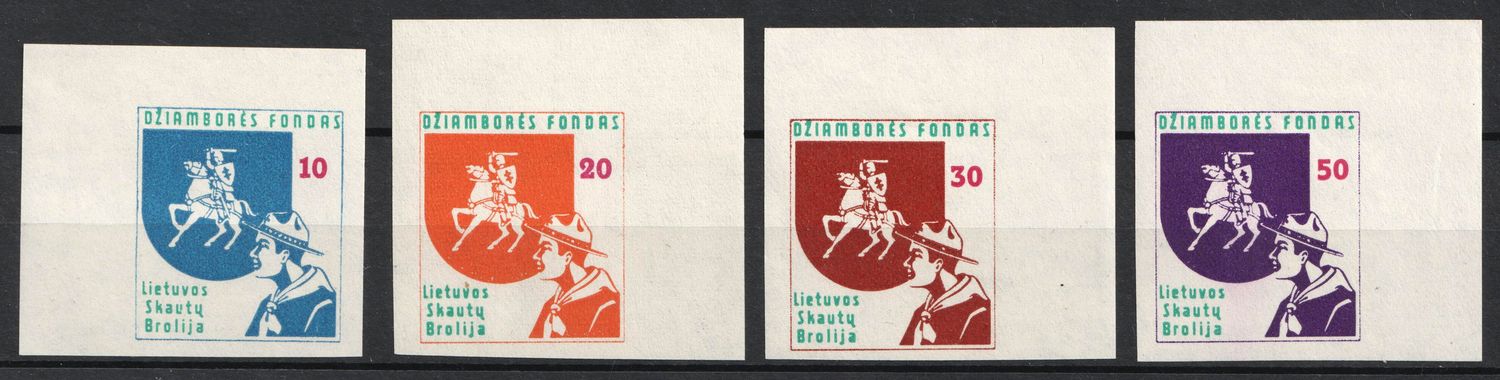 DŽIAMBORĖS FONDAS
10
Lietuvos
Skautų
Brolija
DŽIAMBORĖS FONDAS
20
Lietuvos
Skautų
Brolija
DŽIAMBORĖS FONDAS
30
Lietuvos
Skautų
Brolija
DŽIAMBORĖS FONDAS
50
Lietuvos
Skautų
Brolija